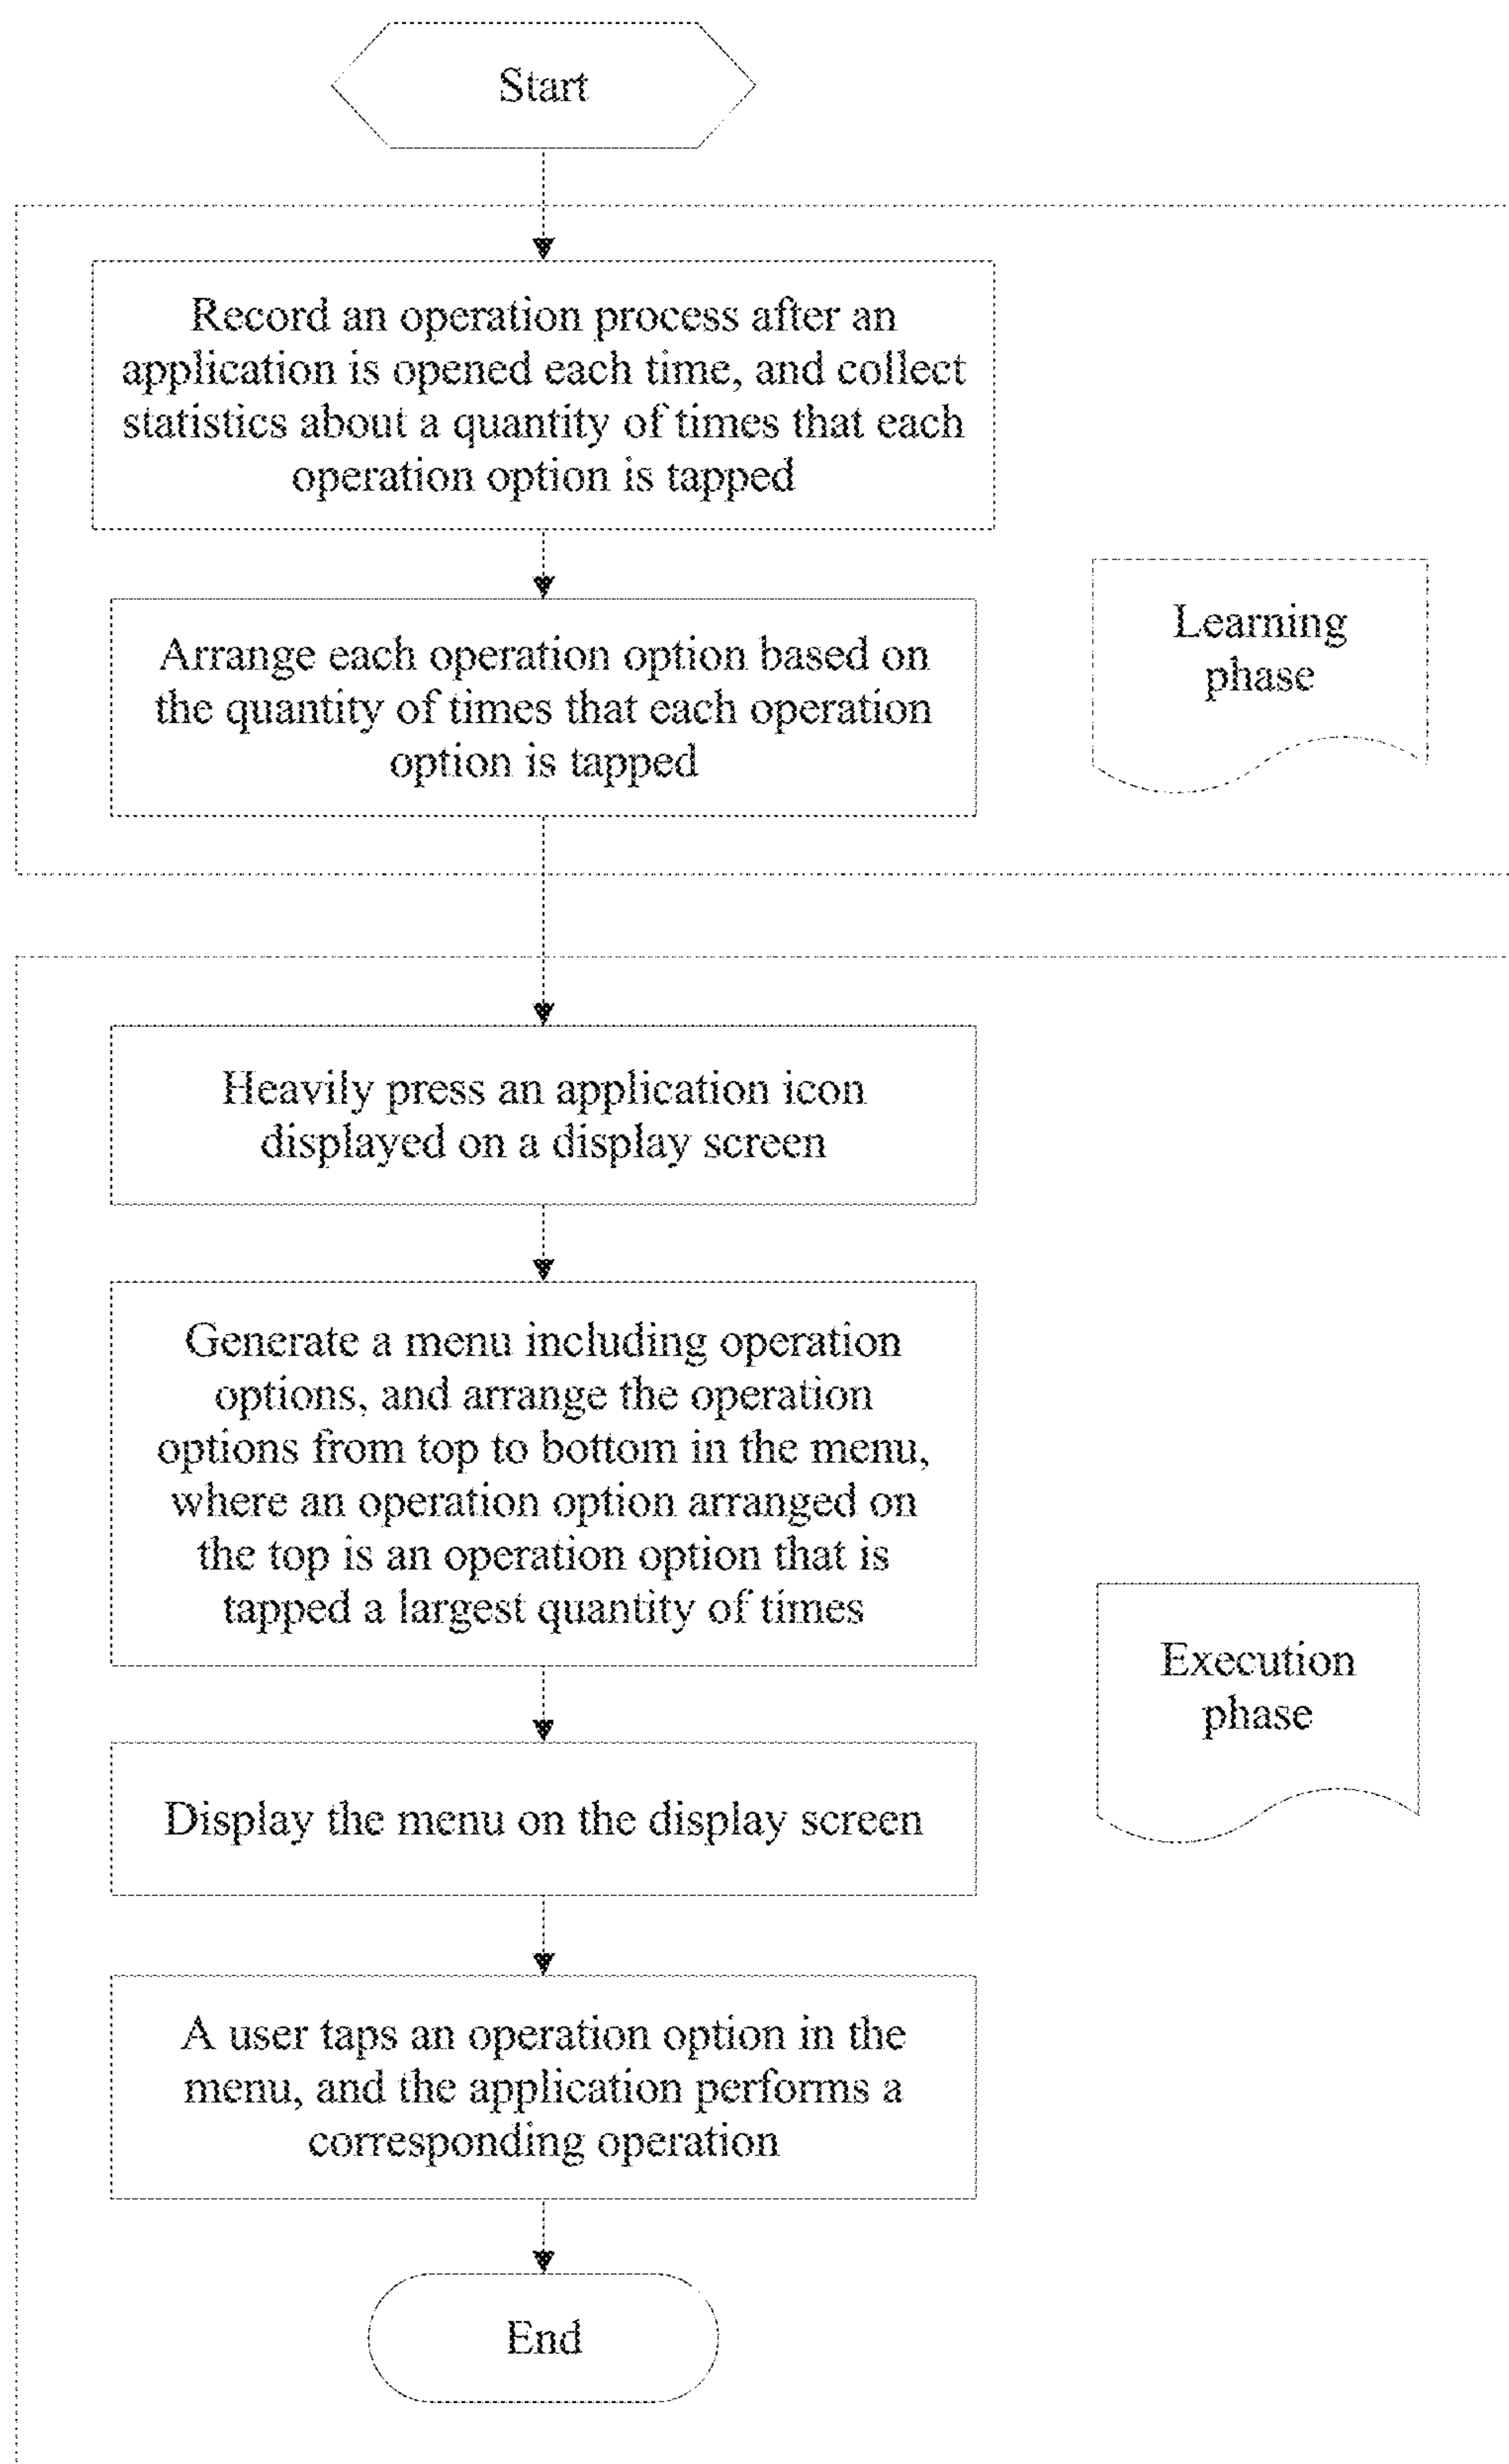 Start
Record an operation process after an
application is opened each time, and collect
statistics about a quantity of times that each
operation option is tapped
Arrange each operation option based on
the quantity of times that each operation
option is tapped
Learning
phase
Heavily press an application icon
displayed on a display screen
Generate a menu including operation
options, and arrange the operation
options from top to bottom in the menu,
where an operation option arranged on
the top is an operation option that is
tapped a largest quantity of times
Execution
phase
Display the menu on the display screen
A user taps an operation option in the
menu, and the application performs a
corresponding operation
End